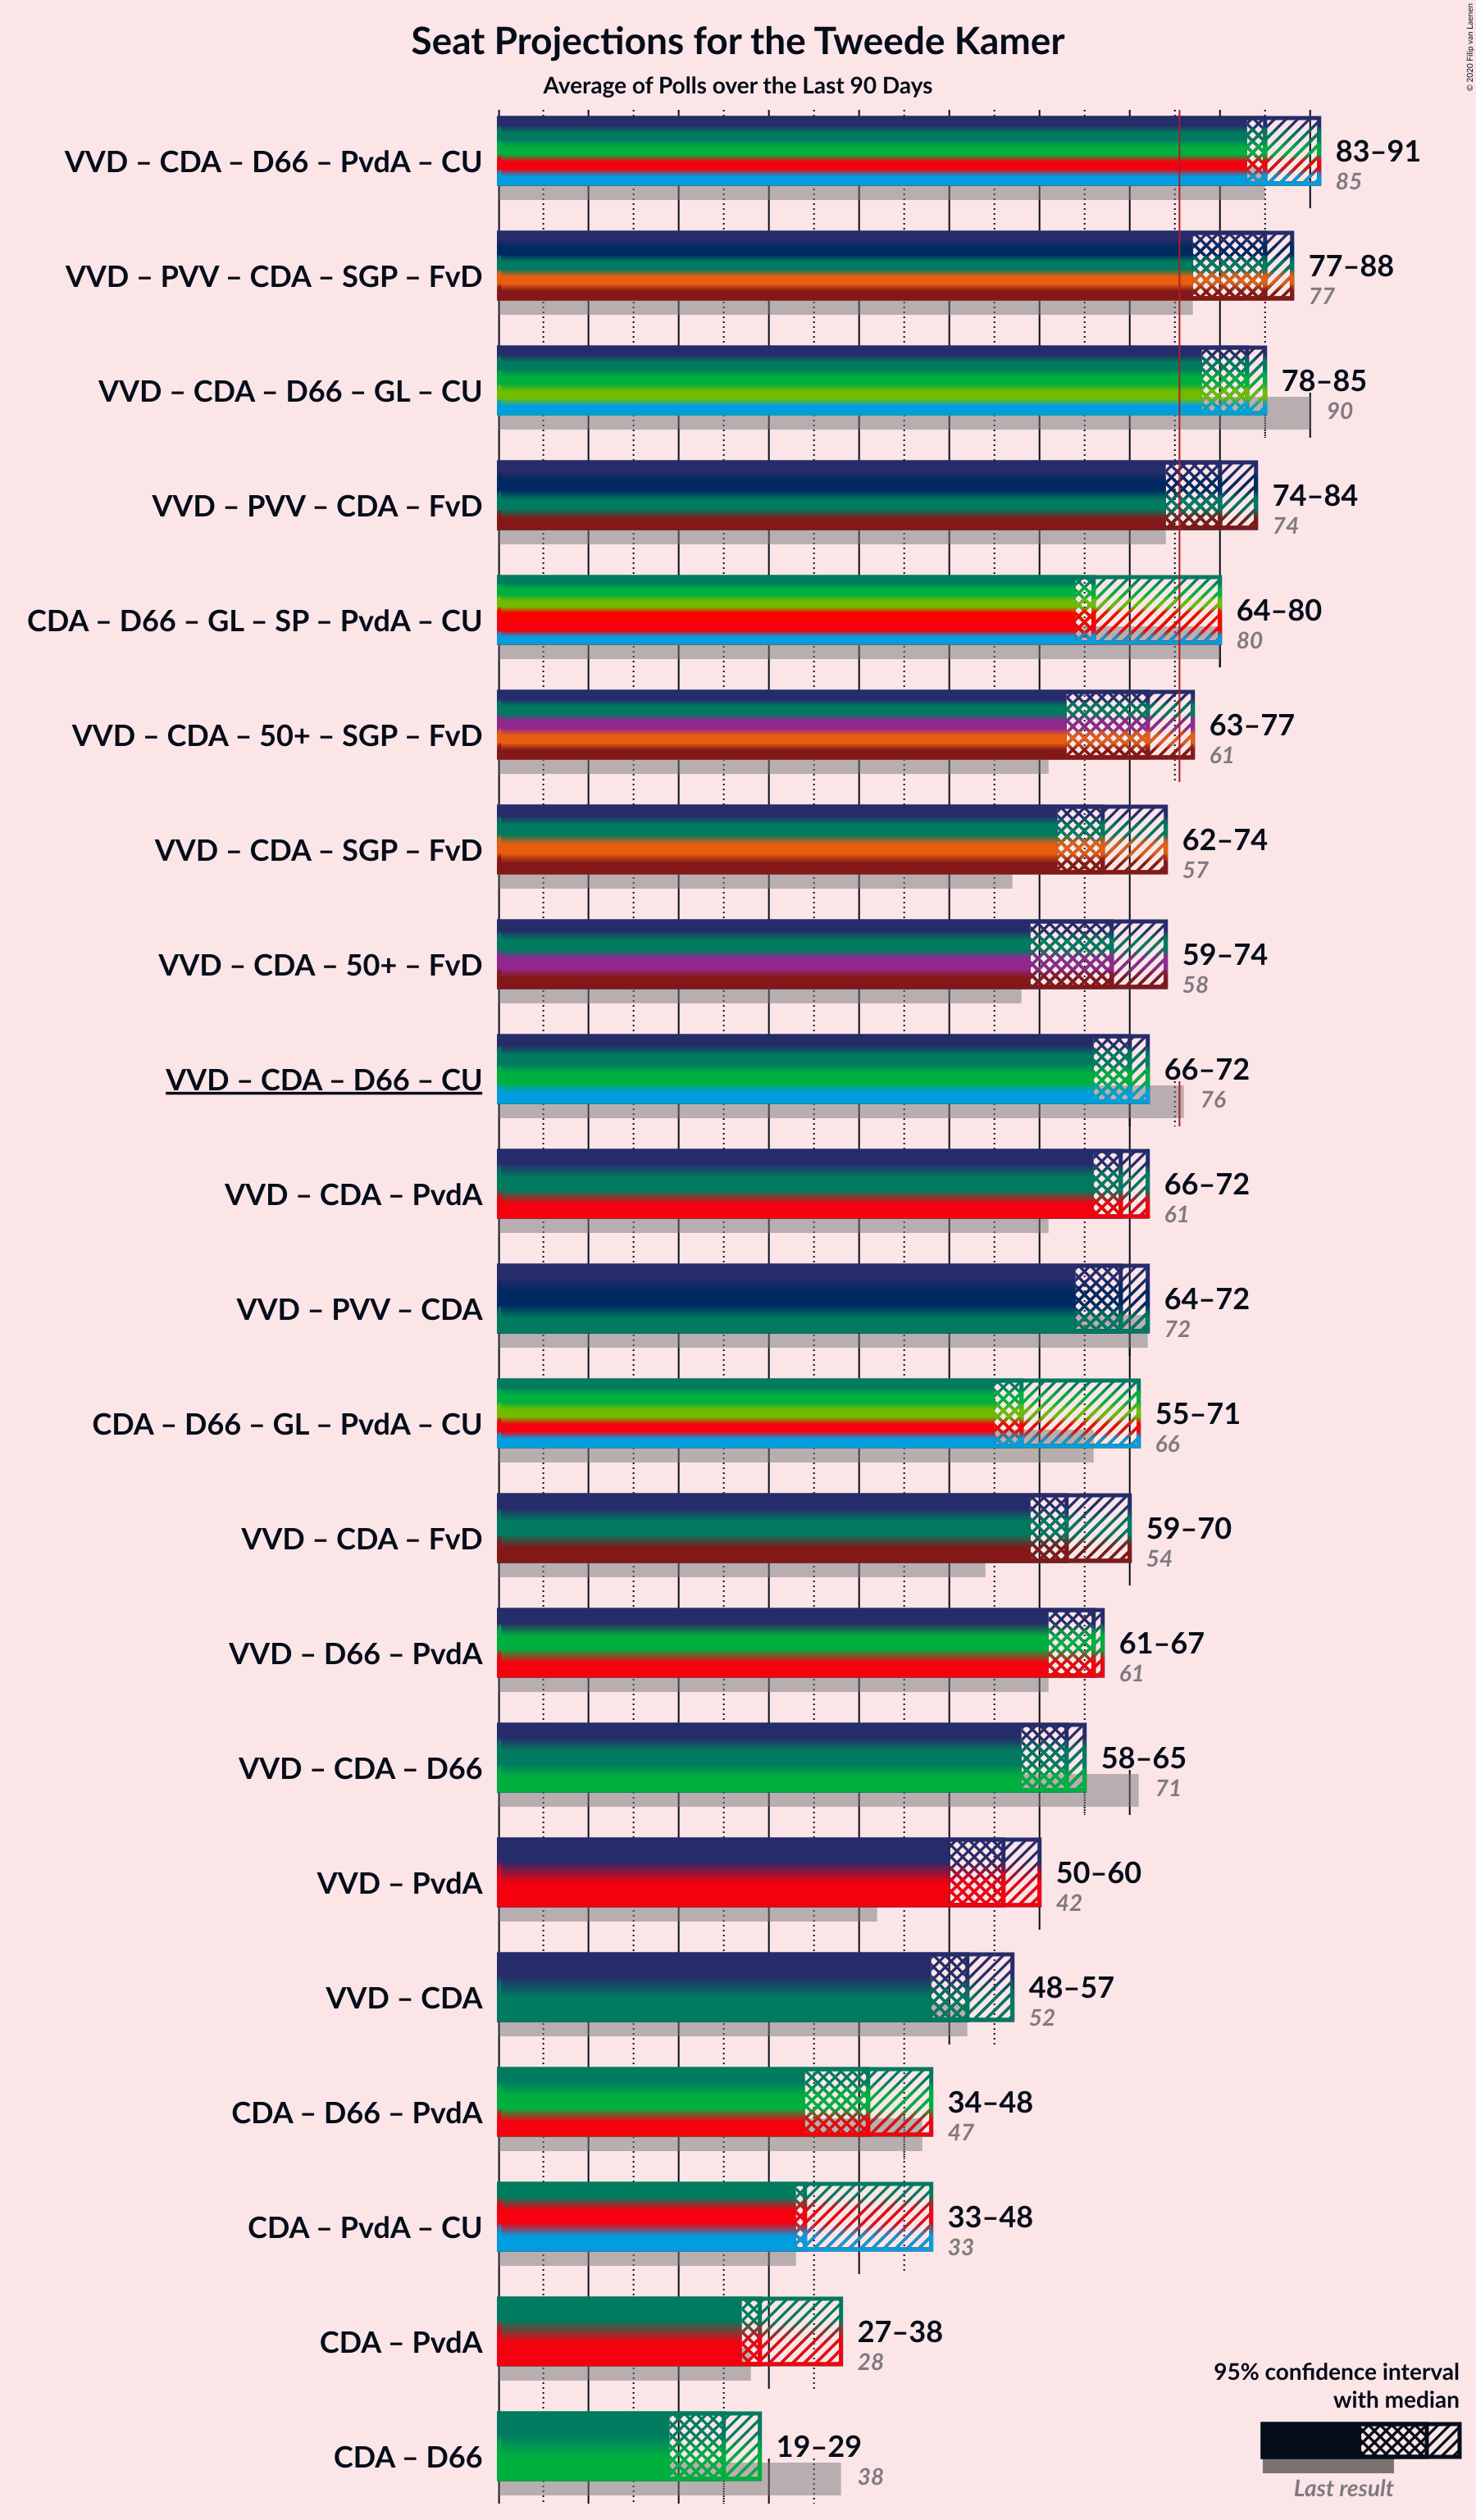 © 2020 Filip van Laenen
Seat Projections for the Tweede Kamer
Average of Polls over the Last 90 Days
VVD – CDA – D66 – PvdA – CU
83–91
85
VVD – PVV – CDA – SGP – FvD
77–88
77
VVD – CDA – D66 – GL – CU
78–85
90
VVD – PVV – CDA – FvD
74–84
74
CDA – D66 – GL – SP – PvdA – CU
64–80
80
VVD – CDA – 50+ – SGP – FvD
63–77
61
VVD – CDA – SGP – FvD
62–74
57
VVD – CDA – 50+ – FvD
59–74
58
VVD – CDA – D66 – CU
66–72
76
VVD – CDA – PvdA
66–72
61
VVD – PVV – CDA
64–72
72
CDA – D66 – GL – PvdA – CU
55–71
66
VVD – CDA – FvD
59–70
54
VVD – D66 – PvdA
61–67
61
VVD – CDA – D66
58–65
71
VVD – PvdA
50–60
42
VVD – CDA
48–57
52
CDA – D66 – PvdA
34–48
47
CDA – PvdA – CU
33–48
33
CDA – PvdA
27–38
28
CDA – D66
19–29
38
95% confidence interval
with median
Last result